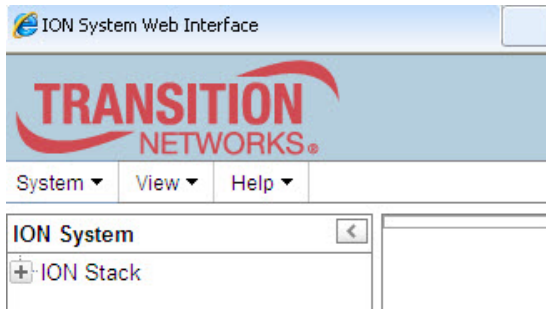 ION System Web Interface
TRANSITION
NETWORKS®
System View Help
ION System
ION Stack